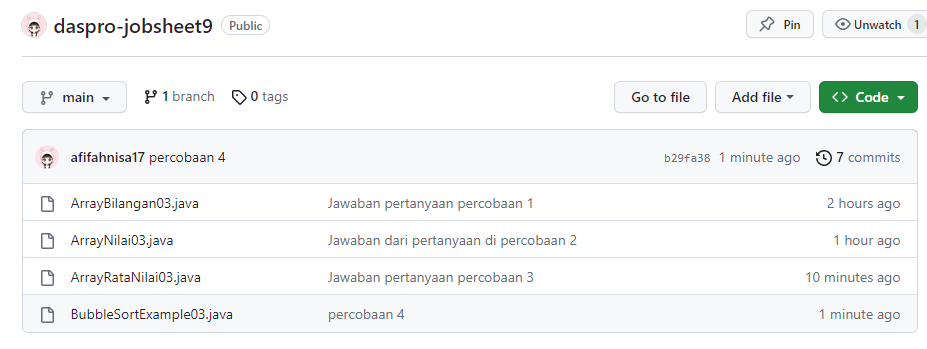 daspro-jobsheet9 Public Pin Unwatch 1
main 1 branch 0 tags Go to file Add file Code
afifahnisa17 percobaan 4 b29fa38 1 minute ago 7 commits
ArrayBilangan03.java Jawaban pertanyaan percobaan 1 2 hours ago
ArrayNilai03.java Jawaban dari pertanyaan di percobaan 2 1 hour ago
ArrayRataNilai03.java Jawaban pertanyaan percobaan 3 10 minutes ago
BubbleSortExample03.java percobaan 4 1 minute ago